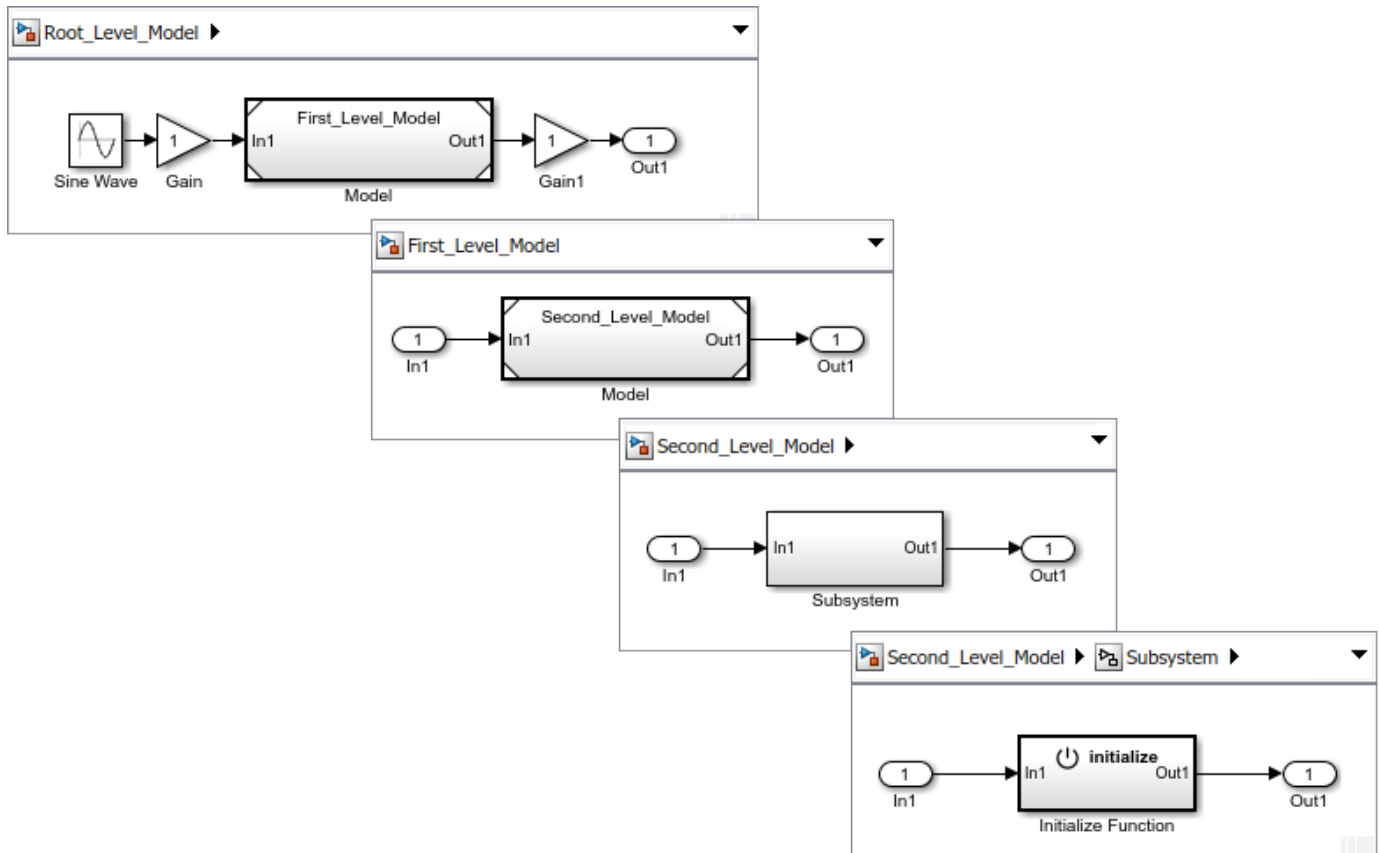 Root_Level_Model
First_Level_Model
1 In1 Out1 1 1
Sine Wave Gain Model Gain1 Out1
First_Level_Model
Second_Level_Model
1 In1 Out1 1
In1 Model Out1
Second_Level_Model
1 In1 Out1 1
In1 Subsystem Out1
Second_Level_Model Subsystem
initialize
1 In1 Out1 1
In1 Initialize Function Out1